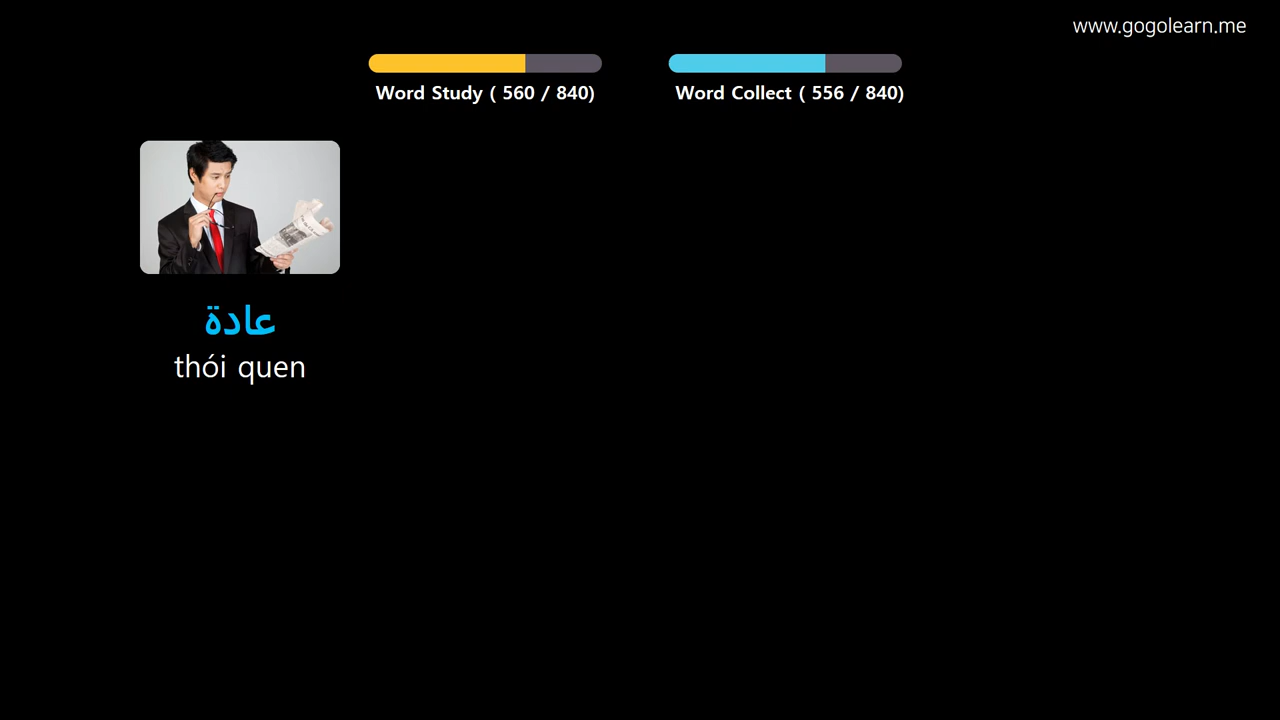 www.gogolearn.me
Word Study ( 560 / 840)
Word Collect ( 556 / 840)
عادة
thói quen